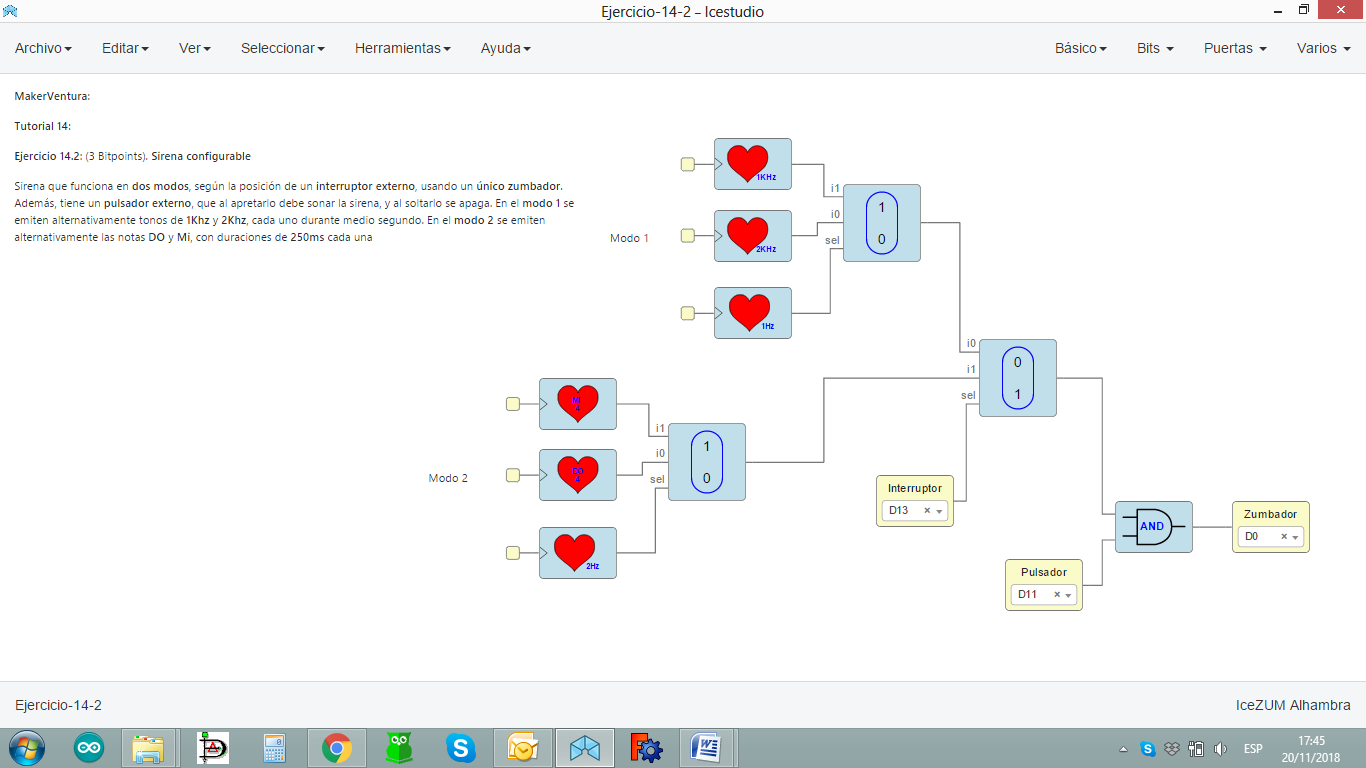 Ejercicio-14-2 – Icestudio
Archivo Editar Ver Seleccionar Herramientas Ayuda Básico Bits Puertas Varios
MakerVentura:
Tutorial 14:
Ejercicio 14.2: (3 Bitpoints). Sirena configurable
Sirena que funciona en dos modos, según la posición de un interruptor externo, usando un único zumbador.
Además, tiene un pulsador externo, que al apretarlo debe sonar la sirena, y al soltarlo se apaga. En el modo 1 se
emiten alternativamente tonos de 1Khz y 2Khz, cada uno durante medio segundo. En el modo 2 se emiten
alternativamente las notas DO y Mi, con duraciones de 250ms cada una
1KHz
i1
1
i0
Modo 1
2KHz
sel
0
1Hz
i0
0
i1
1
sel
MI
4
i1
1
i0
Modo 2
DO
4
sel
0
2Hz
Interruptor
D13
AND
Zumbador
D0
Pulsador
D11
Ejercicio-14-2
IceZUM Alhambra
ESP
17:45
20/11/2018